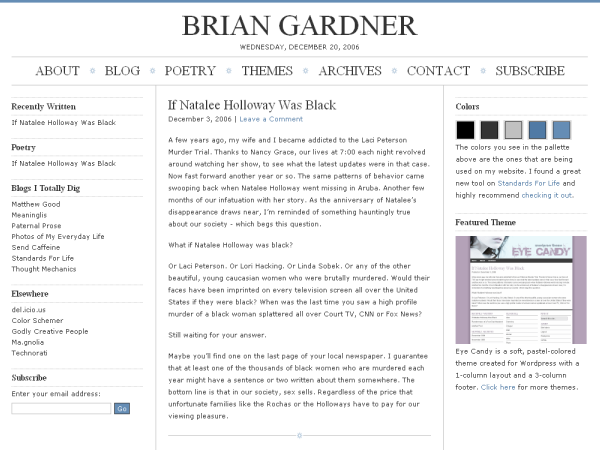 BRIAN GARDNER
WEDNESDAY, DECEMBER 20, 2006
ABOUT BLOG POETRY THEMES ARCHIVES CONTACT SUBSCRIBE
Recently Written
If Natalee Holloway Was Black
Poetry
If Natalee Holloway Was Black
Blogs I Totally Dig
Matthew Good
Meaninglis
Paternal Prose
Photos of My Everyday Life
Send Caffeine
Standards For Life
Thought Mechanics
Elsewhere
del.icio.us
Color Schemer
Godly Creative People
Ma.gnolia
Technorati
Subscribe
Enter your email address:
Go
If Natalee Holloway Was Black
December 3, 2006 | Leave a Comment
A few years ago, my wife and I became addicted to the Laci Peterson
Murder Trial. Thanks to Nancy Grace, our lives at 7:00 each night revolved
around watching her show, to see what the latest updates were in that case.
Now fast forward another year or so. The same patterns of behavior came
swooping back when Natalee Holloway went missing in Aruba. Another few
months of our infatuation with her story. As the anniversary of Natalee's
disappearance draws near, I'm reminded of something hauntingly true
about our society - which begs this question.
What if Natalee Holloway was black?
Or Laci Peterson. Or Lori Hacking. Or Linda Sobek. Or any of the other
beautiful, young caucasian women who were brutally murdered. Would their
faces have been imprinted on every television screen all over the United
States if they were black? When was the last time you saw a high profile
murder of a black woman splattered all over Court TV, CNN or Fox News?
Still waiting for your answer.
Maybe you'll find one on the last page of your local newspaper. I guarantee
that at least one of the thousands of black women who are murdered each
year might have a sentence or two written about them somewhere. The
bottom line is that in our society, sex sells. Regardless of the price that
unfortunate families like the Rochas or the Holloways have to pay for our
viewing pleasure.
Colors
The colors you see in the pallette
above are the ones that are being
used on my website. I found a great
new tool on Standards For Life and
highly recommend checking it out.
Featured Theme
EYE CANDY
Eye Candy is a soft, pastel-colored
theme created for Wordpress with a
1-column layout and a 3-column
footer. Click here for more themes.